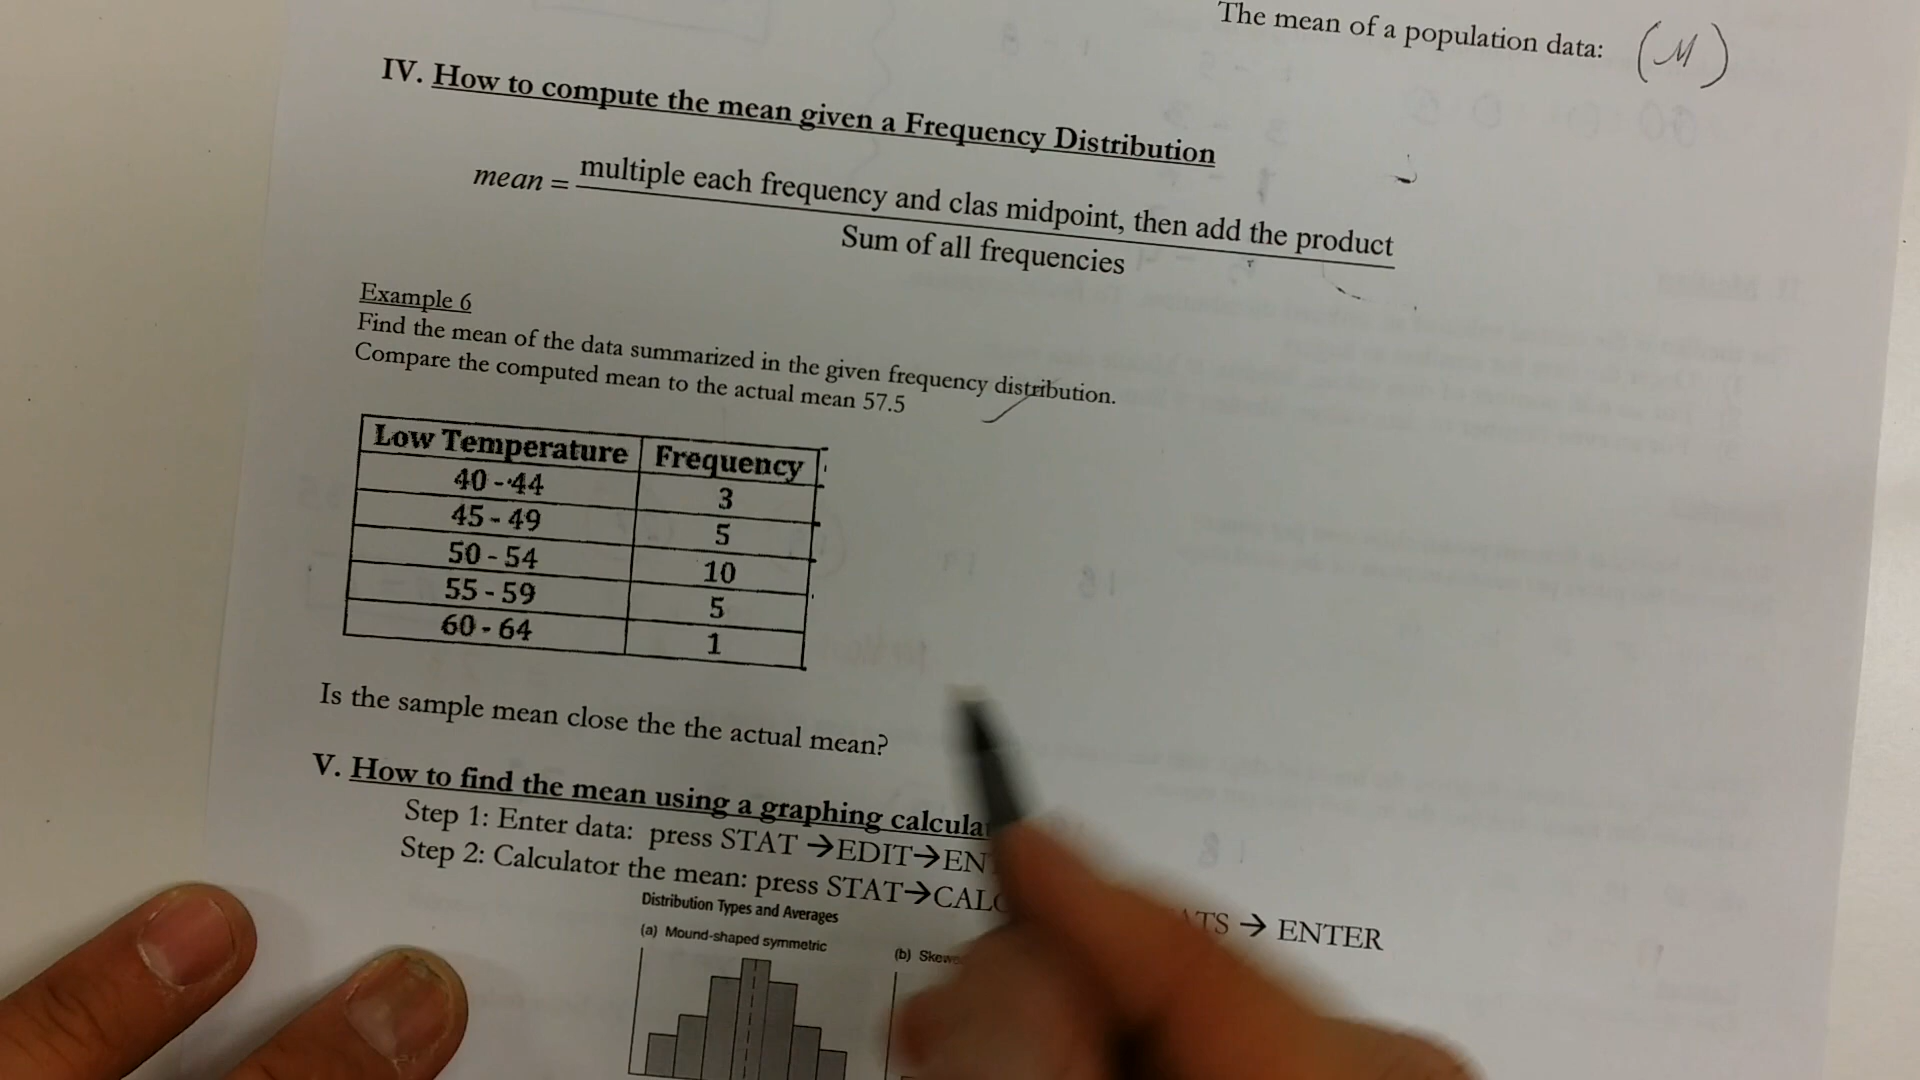 The mean of a population data: (M)
IV. How to compute the mean given a Frequency Distribution
mean = multiple each frequency and clas midpoint, then add the product
Sum of all frequencies
Example 6
Find the mean of the data summarized in the given frequency distribution.
Compare the computed mean to the actual mean 57.5
Low Temperature Frequency
40 - 44 3
45 - 49 5
50 - 54 10
55 - 59 5
60 - 64 1
Is the sample mean close the the actual mean?
V. How to find the mean using a graphing
Step 1: Enter data: press STAT →EDIT→
Step 2: Calculator the mean: press STAT→ → ENTER
Distribution Types and Averages
(a) Mound-shaped symmetric
(b)